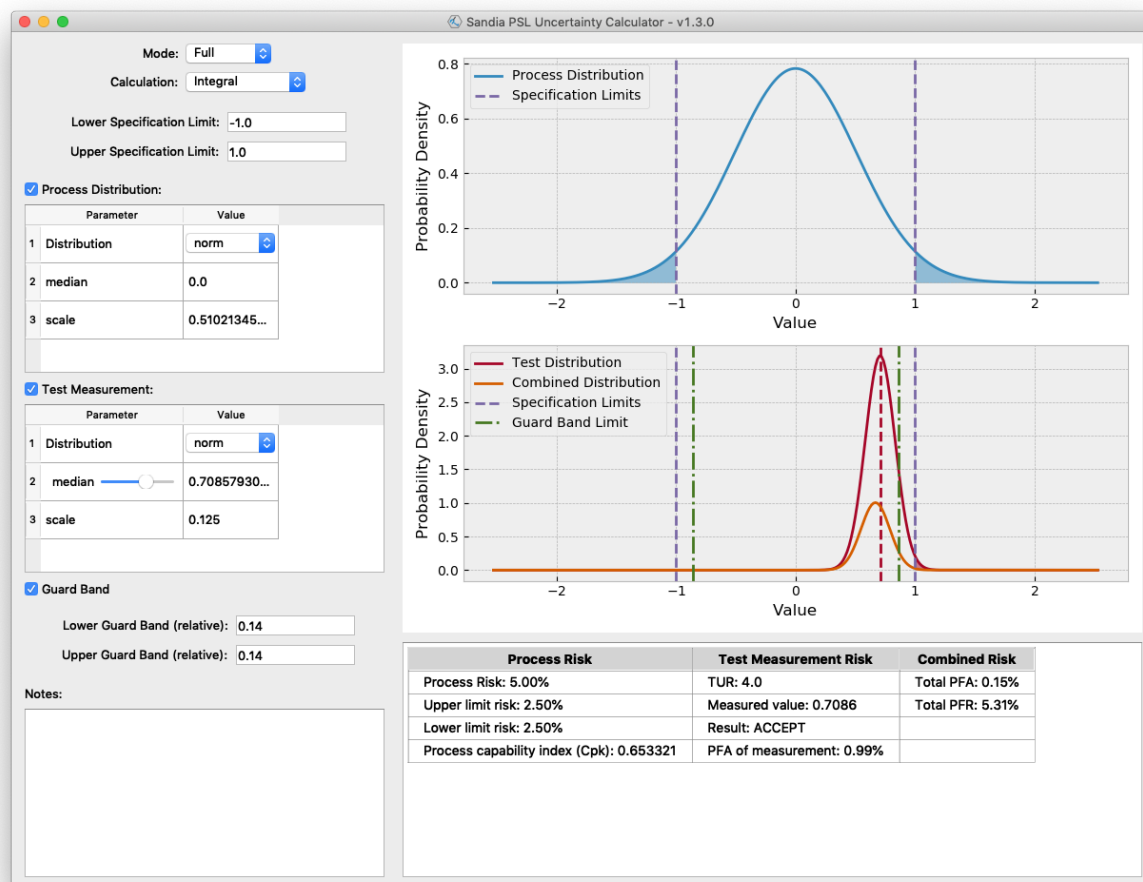 Sandia PSL Uncertainty Calculator - v1.3.0
Mode: Full
Calculation: Integral
Lower Specification Limit: -1.0
Upper Specification Limit: 1.0
Process Distribution:
Parameter Value
1 Distribution norm
2 median 0.0
3 scale 0.51021345...
Test Measurement:
Parameter Value
1 Distribution norm
2 median 0.70857930...
3 scale 0.125
Guard Band
Lower Guard Band (relative): 0.14
Upper Guard Band (relative): 0.14
Notes:
Process Distribution
Specification Limits
Probability Density
0.8
0.6
0.4
0.2
0.0
−2 −1 0 1 2
Value
Test Distribution
Combined Distribution
Specification Limits
Guard Band Limit
Probability Density
3.0
2.5
2.0
1.5
1.0
0.5
0.0
−2 −1 0 1 2
Value
Process Risk Test Measurement Risk Combined Risk
Process Risk: 5.00% TUR: 4.0 Total PFA: 0.15%
Upper limit risk: 2.50% Measured value: 0.7086 Total PFR: 5.31%
Lower limit risk: 2.50% Result: ACCEPT
Process capability index (Cpk): 0.653321 PFA of measurement: 0.99%